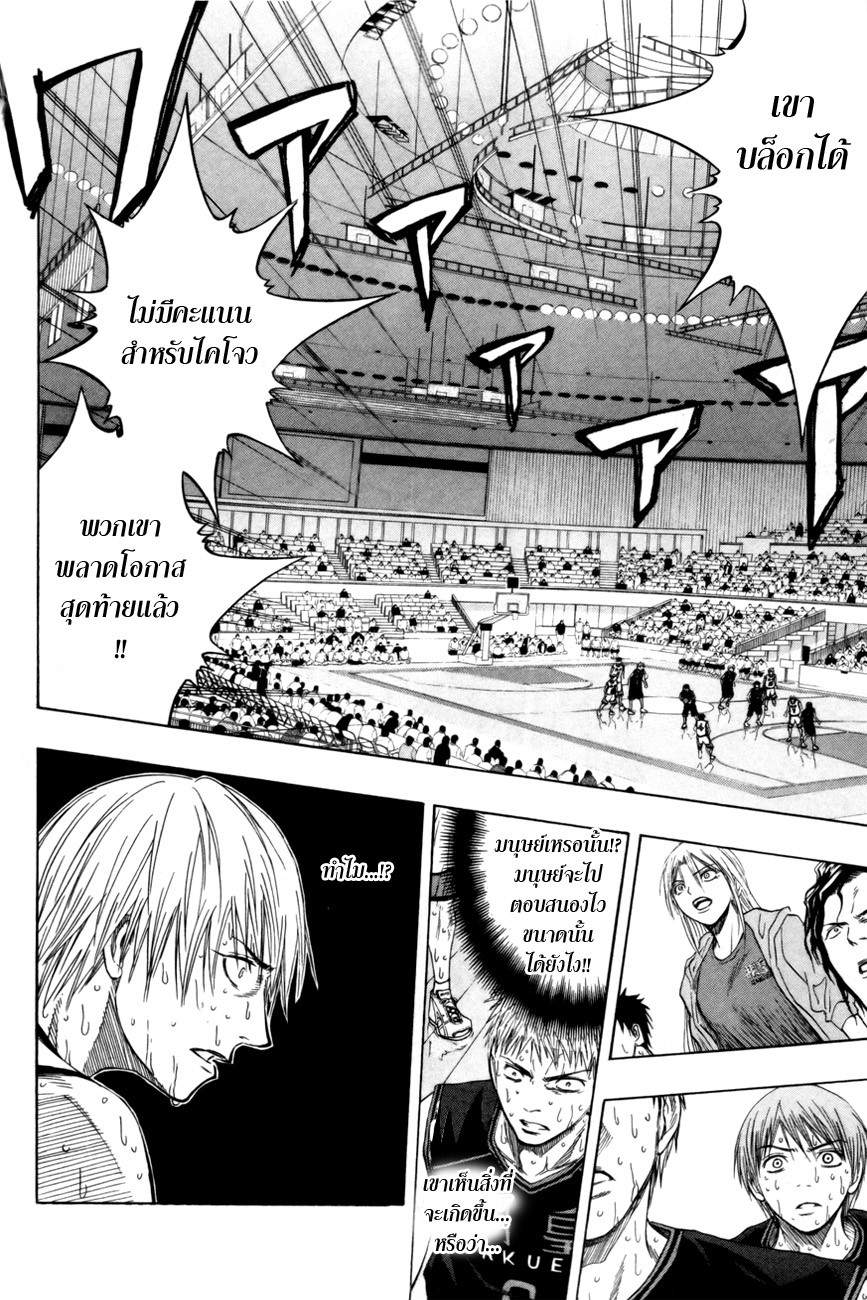 เขา
บล็อกได้
ワァアアアアア
ไม่มีคะแนน
สำหรับไคโจว
พวกเขา
พลาดโอกาส
สุดท้ายแล้ว
!!
มนุษย์เหรอนั้น!?
มนุษย์จะไป
ตอบสนองไว
ขนาดนั้น
ได้ยังไง!!
ทำไม...!?
เขาเห็นสิ่งที่
จะเกิดขึ้น...
หรือว่า...